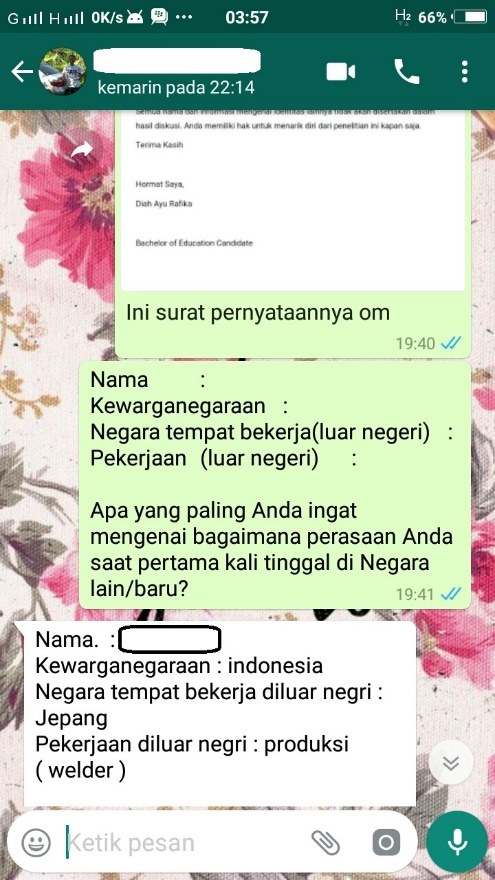 G H 0K/s ••• 03:57 H2 66%
kemarin pada 22:14
Semua nama dan informasi mengenai identitas lainnya tidak akan disertakan dalam
hasil diskusi. Anda memiliki hak untuk menarik diri dari penelitian ini kapan saja.
Terima Kasih
Hormat Saya,
Diah Ayu Rafika
Bachelor of Education Candidate
Ini surat pernyataannya om
19:40
Nama :
Kewarganegaraan :
Negara tempat bekerja(luar negeri) :
Pekerjaan (luar negeri) :
Apa yang paling Anda ingat
mengenai bagaimana perasaan Anda
saat pertama kali tinggal di Negara
lain/baru?
19:41
Nama. :
Kewarganegaraan : indonesia
Negara tempat bekerja diluar negri :
Jepang
Pekerjaan diluar negri : produksi
( welder )
Ketik pesan